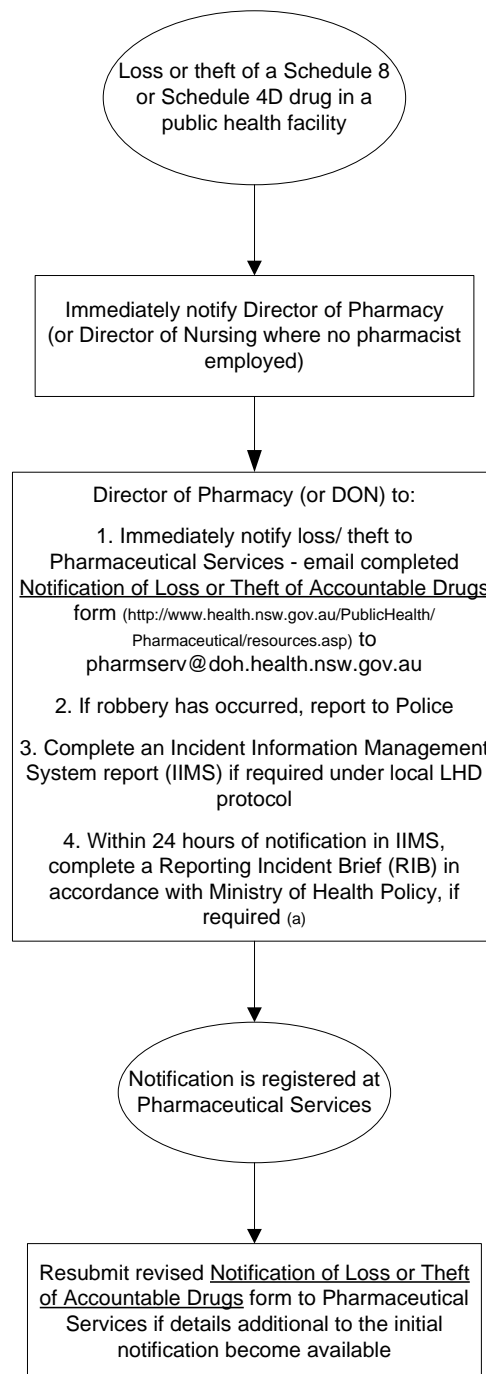 Loss or theft of a Schedule 8
or Schedule 4D drug in a
public health facility
Immediately notify Director of Pharmacy
(or Director of Nursing where no pharmacist
employed)
Director of Pharmacy (or DON) to:
1. Immediately notify loss/ theft to
Pharmaceutical Services - email completed
Notification of Loss or Theft of Accountable Drugs
form (http://www.health.nsw.gov.au/PublicHealth/
Pharmaceutical/resources.asp) to
pharmserv@doh.health.nsw.gov.au
2. If robbery has occurred, report to Police
3. Complete an Incident Information Management
System report (IIMS) if required under local LHD
protocol
4. Within 24 hours of notification in IIMS,
complete a Reporting Incident Brief (RIB) in
accordance with Ministry of Health Policy, if
required (a)
Notification is registered at
Pharmaceutical Services
Resubmit revised Notification of Loss or Theft
of Accountable Drugs form to Pharmaceutical
Services if details additional to the initial
notification become available